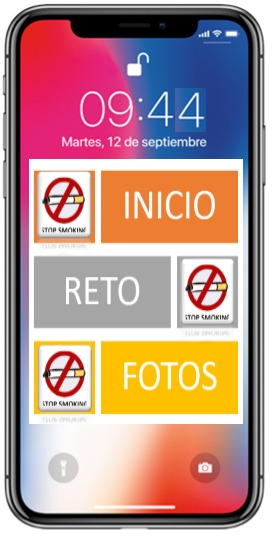 09:44
Martes, 12 de septiembre
STOP SMOKING
INICIO
RETO
STOP SMOKING
STOP SMOKING
FOTOS